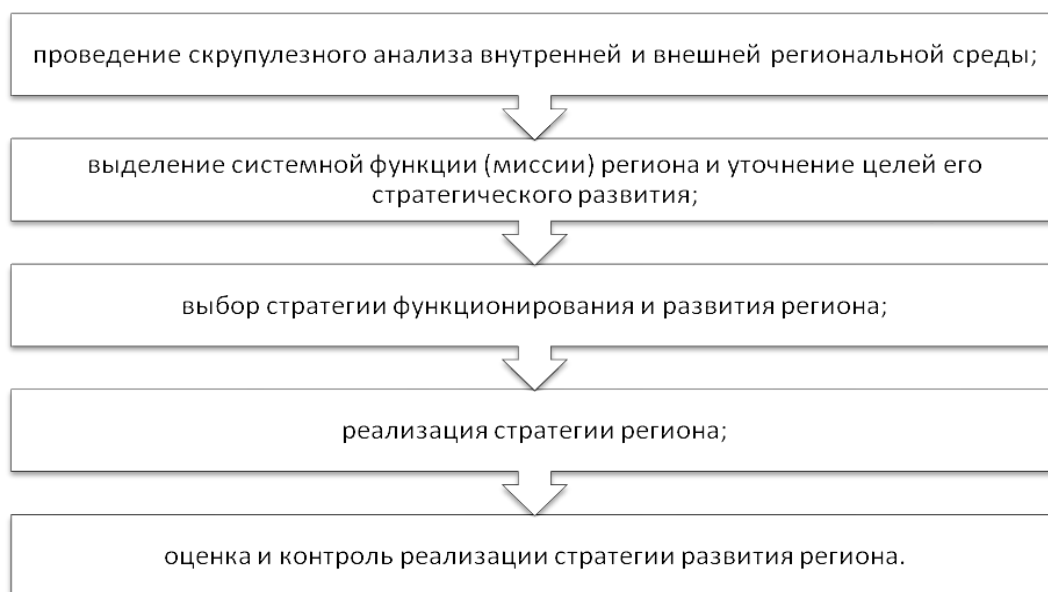 проведение скрупулезного анализа внутренней и внешней региональной среды;
выделение системной функции (миссии) региона и уточнение целей его
стратегического развития;
выбор стратегии функционирования и развития региона;
реализация стратегии региона;
оценка и контроль реализации стратегии развития региона.